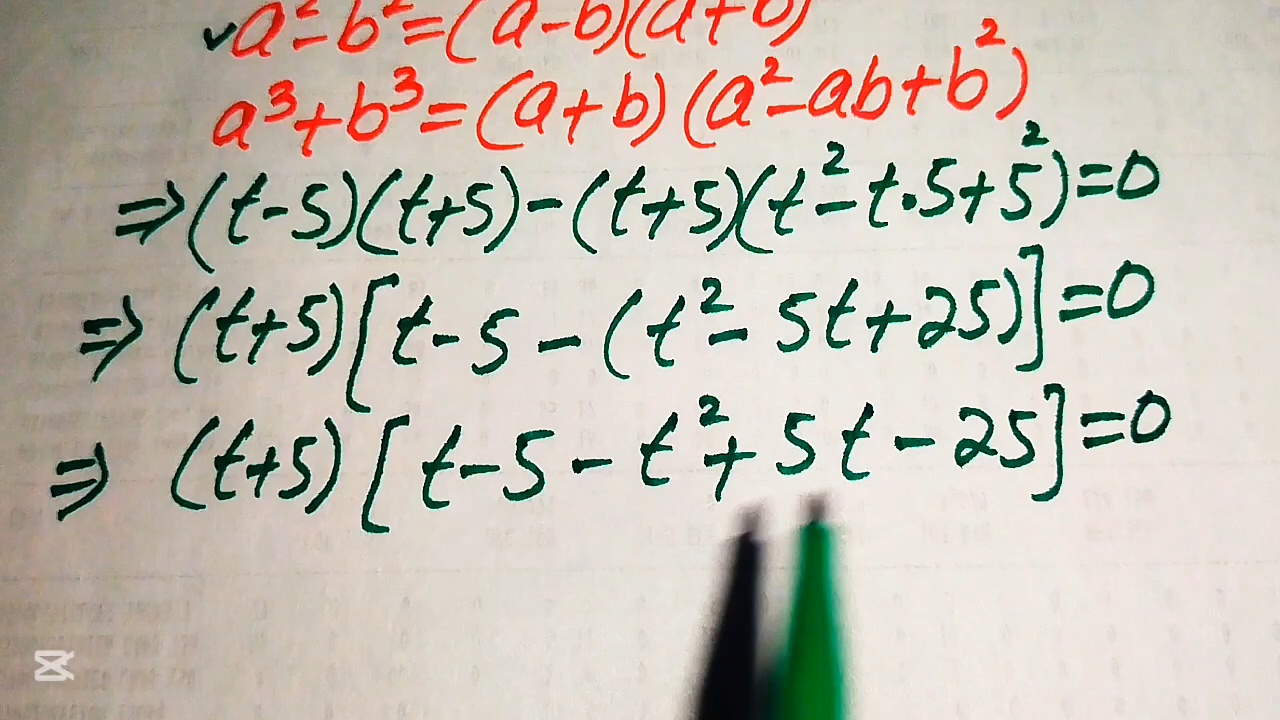 ✓a²-b²=(a-b)(a+b)
a³+b³=(a+b)(a²-ab+b²)
⇒(t-5)(t+5)-(t+5)(t²-t·5+5²)=0
⇒(t+5)[t-5-(t²-5t+25)]=0
⇒(t+5)[t-5-t²+5t-25]=0